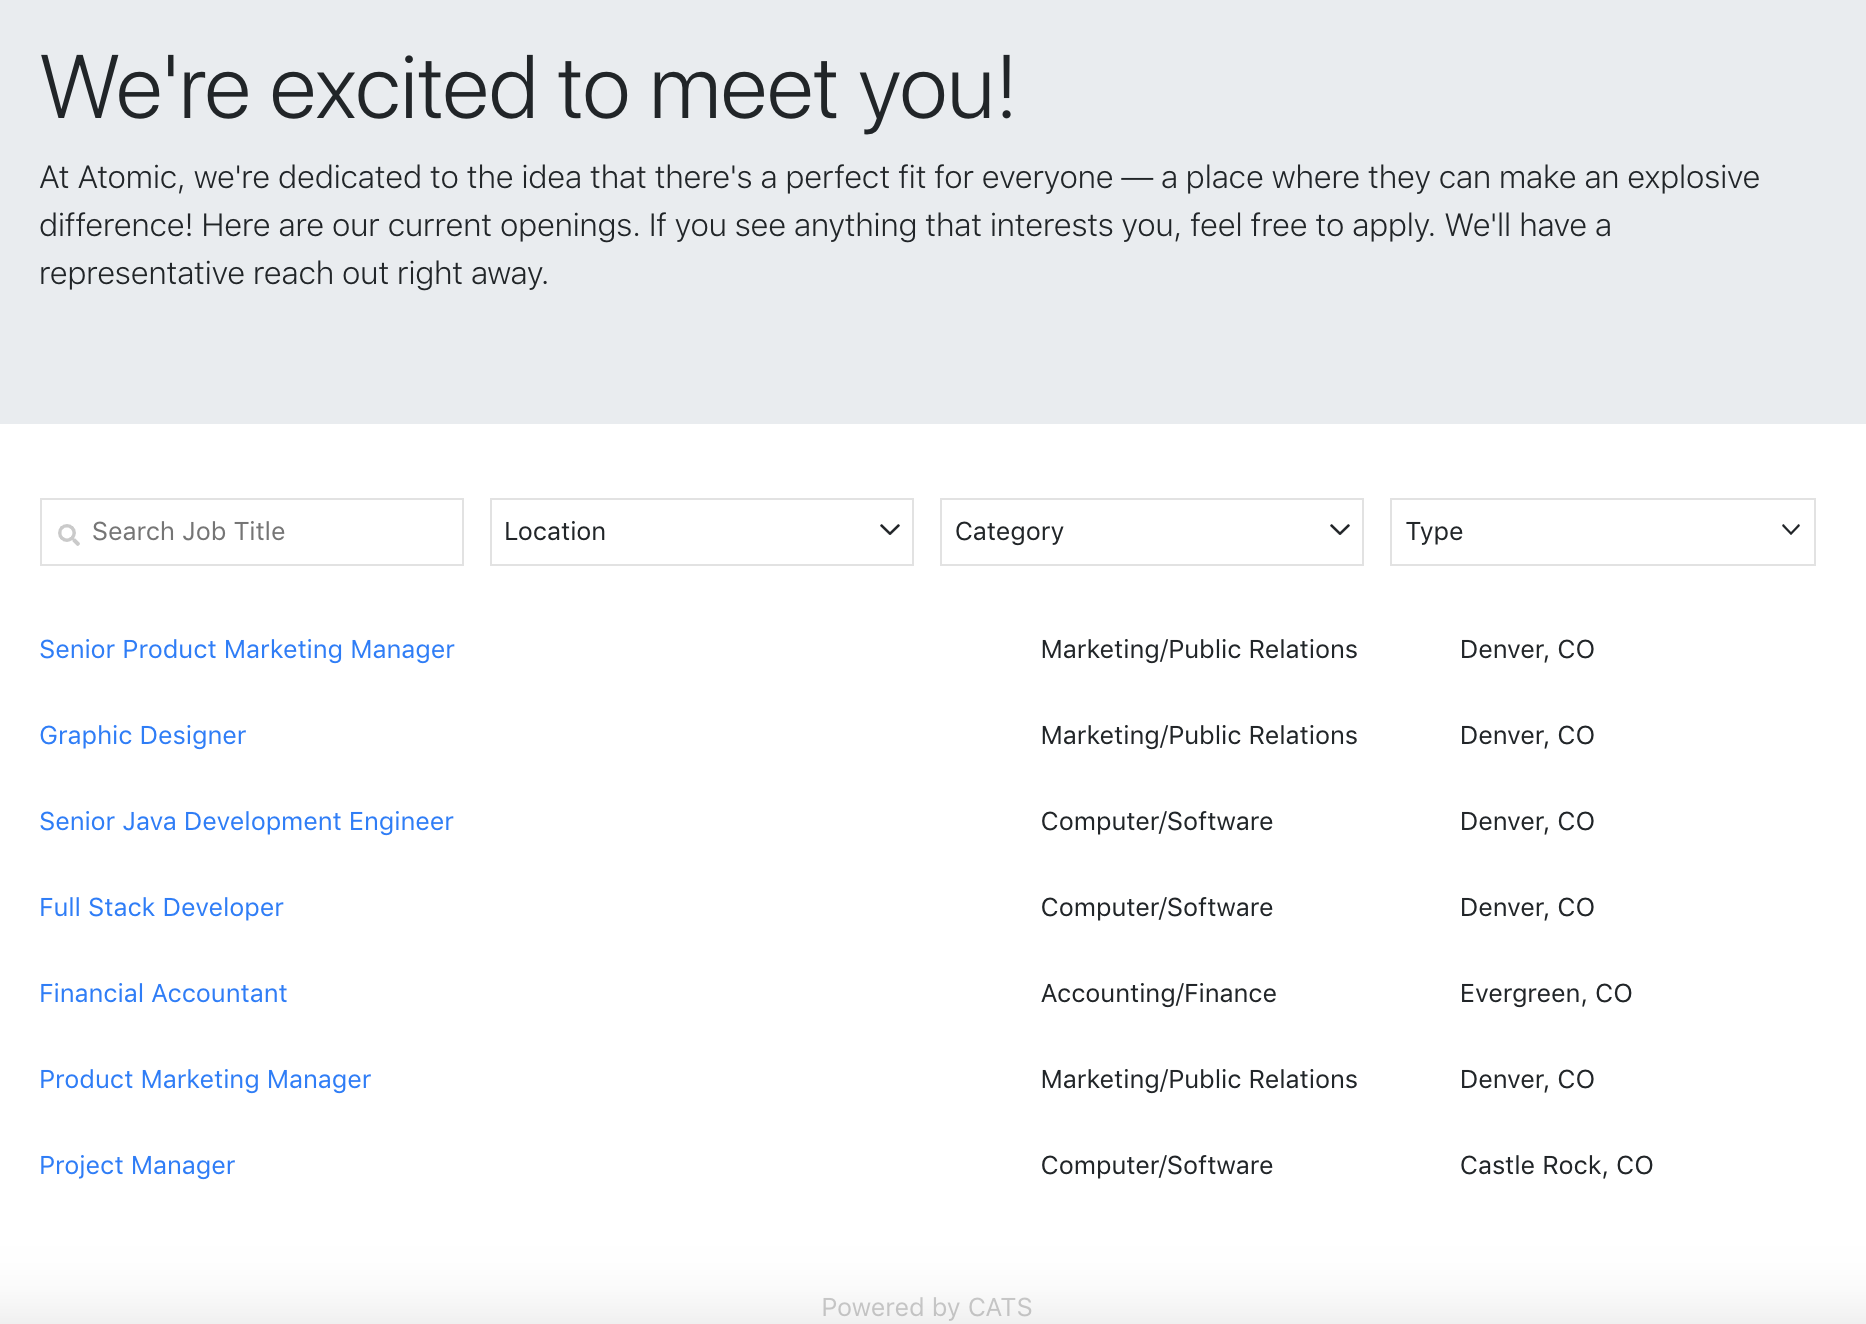 We're excited to meet you!
At Atomic, we're dedicated to the idea that there's a perfect fit for everyone — a place where they can make an explosive
difference! Here are our current openings. If you see anything that interests you, feel free to apply. We'll have a
representative reach out right away.
Search Job Title Location Category Type
Senior Product Marketing Manager Marketing/Public Relations Denver, CO
Graphic Designer Marketing/Public Relations Denver, CO
Senior Java Development Engineer Computer/Software Denver, CO
Full Stack Developer Computer/Software Denver, CO
Financial Accountant Accounting/Finance Evergreen, CO
Product Marketing Manager Marketing/Public Relations Denver, CO
Project Manager Computer/Software Castle Rock, CO
Powered by CATS